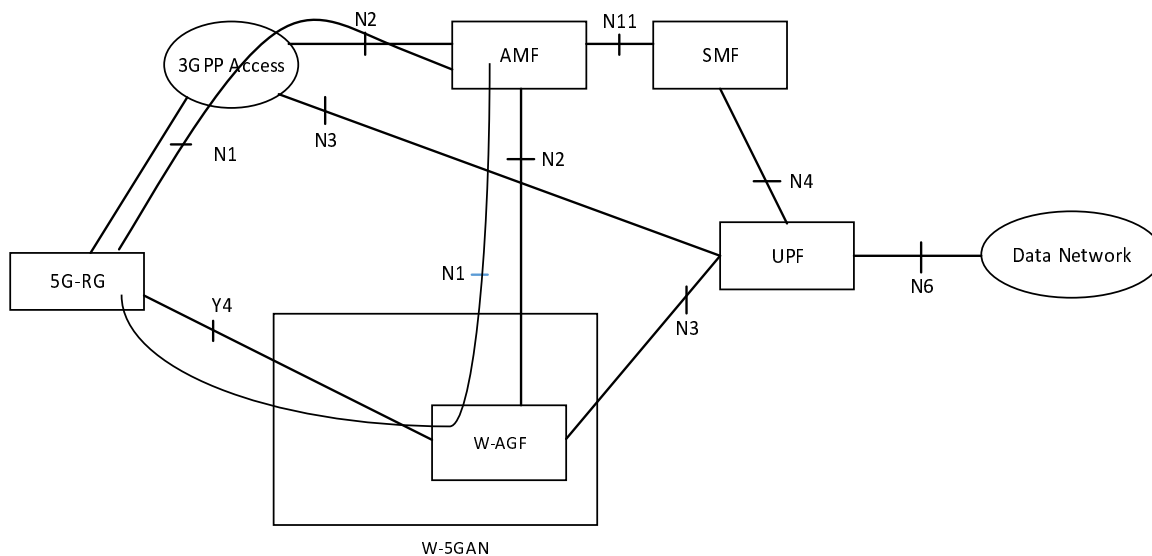 N2
N11
3GPP Access
AMF
SMF
N3
N1
N2
N4
5G-RG
N1
UPF
Data Network
N6
Y4
N3
W-AGF
W-5GAN